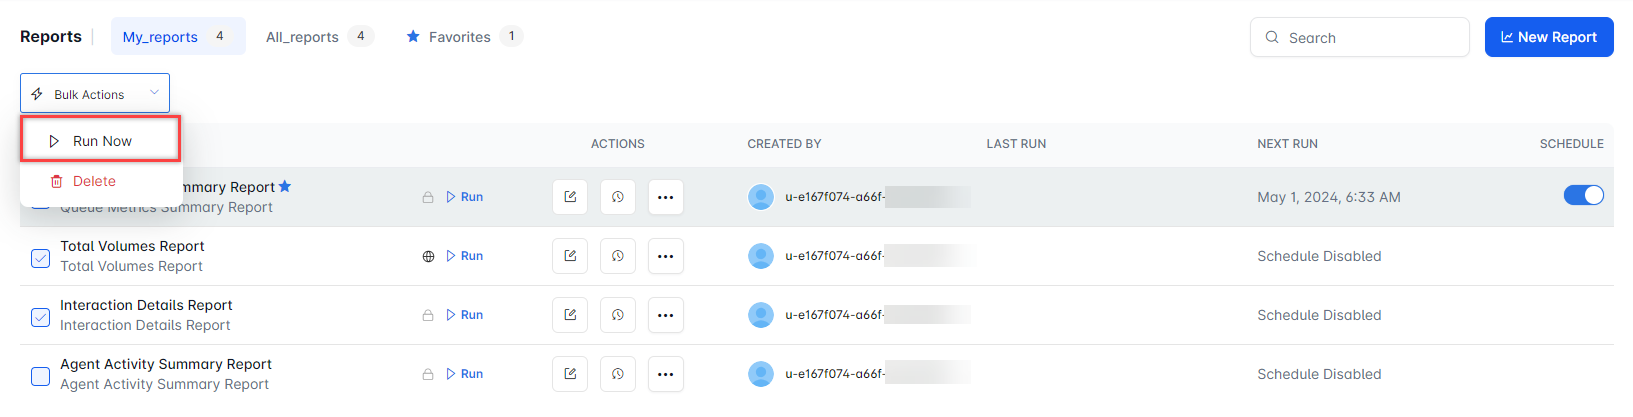 Reports My_reports 4 All_reports 4 Favorites 1 Search New Report
Bulk Actions
Run Now
Delete
ACTIONS CREATED BY LAST RUN NEXT RUN SCHEDULE
mmary Report Run u-e167f074-a66f- May 1, 2024, 6:33 AM
Queue Metrics Summary Report
Total Volumes Report
Total Volumes Report Run u-e167f074-a66f- Schedule Disabled
Interaction Details Report
Interaction Details Report Run u-e167f074-a66f- Schedule Disabled
Agent Activity Summary Report
Agent Activity Summary Report Run u-e167f074-a66f- Schedule Disabled